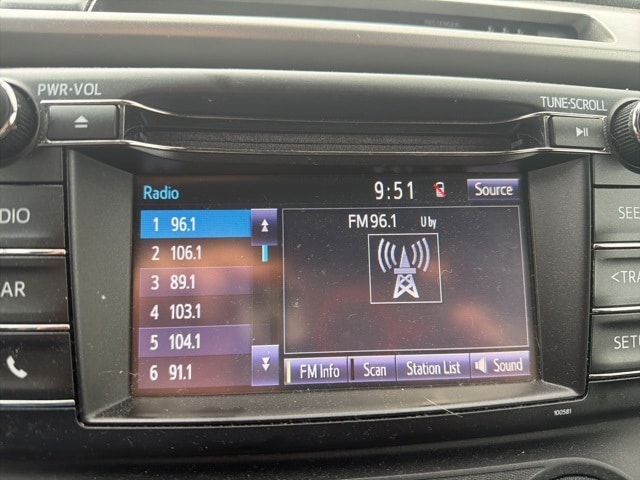 PWR·VOL
TUNE·SCROLL
Radio
9:51
Source
1 96.1
2 106.1
3 89.1
4 103.1
5 104.1
6 91.1
FM 96.1 U by
FM Info
Scan
Station List
Sound
DIO
AR
SEE
<TRA
SETU
100581